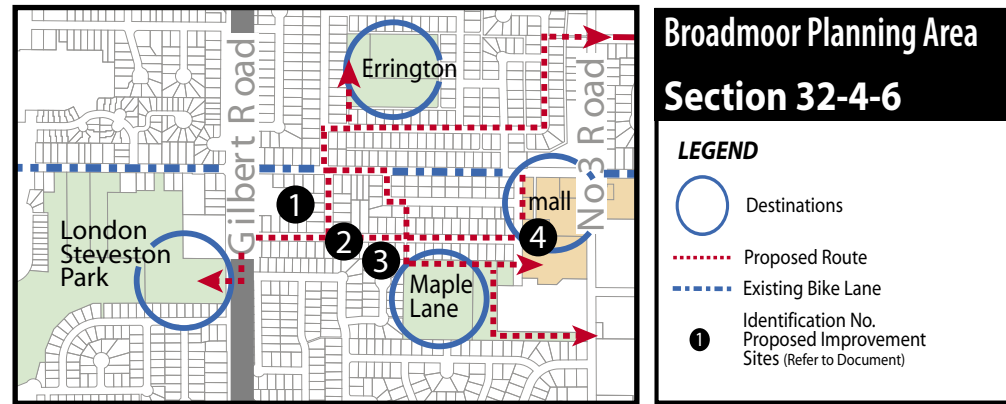 Errington
Gilbert Road
No 3 Road
mall
1
2
3
4
London
Steveston
Park
Maple
Lane
Broadmoor Planning Area
Section 32-4-6
LEGEND
Destinations
Proposed Route
Existing Bike Lane
1
Identification No.
Proposed Improvement
Sites (Refer to Document)